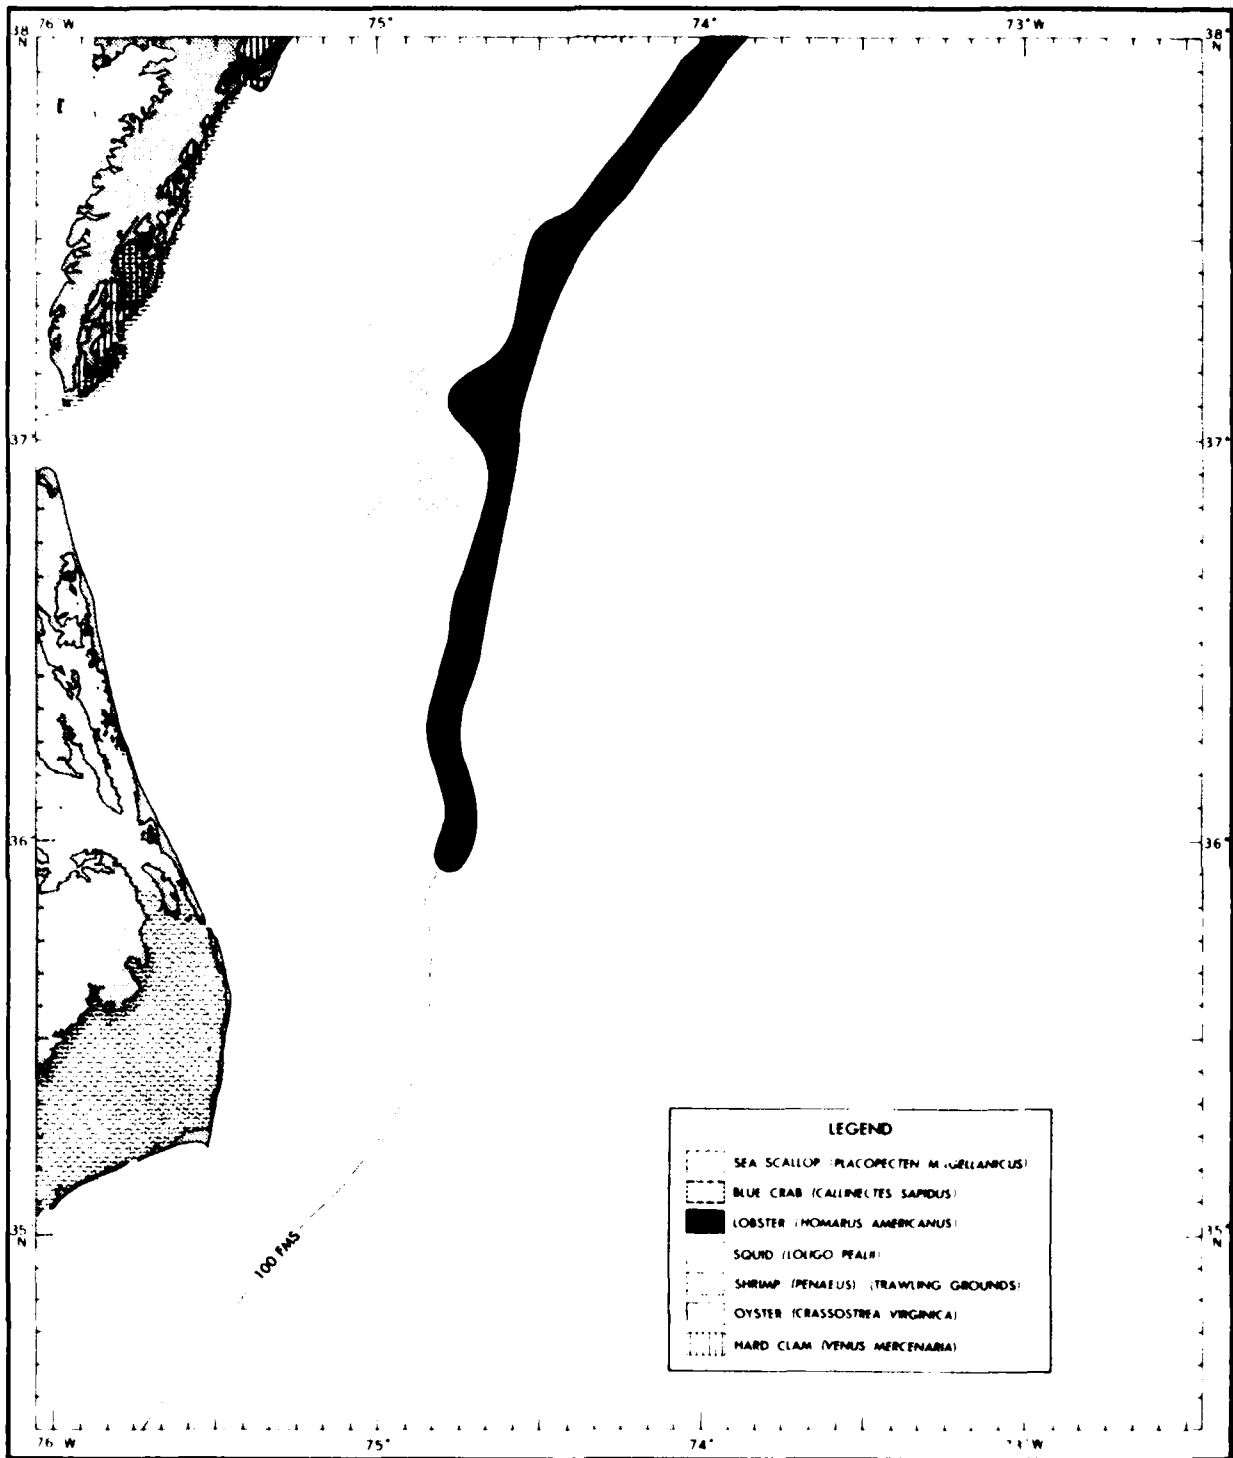 76° W 75° 74° 73° W
38° N 38° N
37° 37°
36° 36°
35° N 35° N
100 FMS
LEGEND
SEA SCALLOP (PLACOPECTEN M GELLANICUS)
BLUE CRAB (CALLINECTES SAPIDUS)
LOBSTER (HOMARUS AMERICANUS)
SQUID (LOLIGO PEALII)
SHRIMP (PENAEUS) (TRAWLING GROUNDS)
OYSTER (CRASSOSTREA VIRGINICA)
HARD CLAM (VENUS MERCENARIA)
76° W 75° 74° 73° W